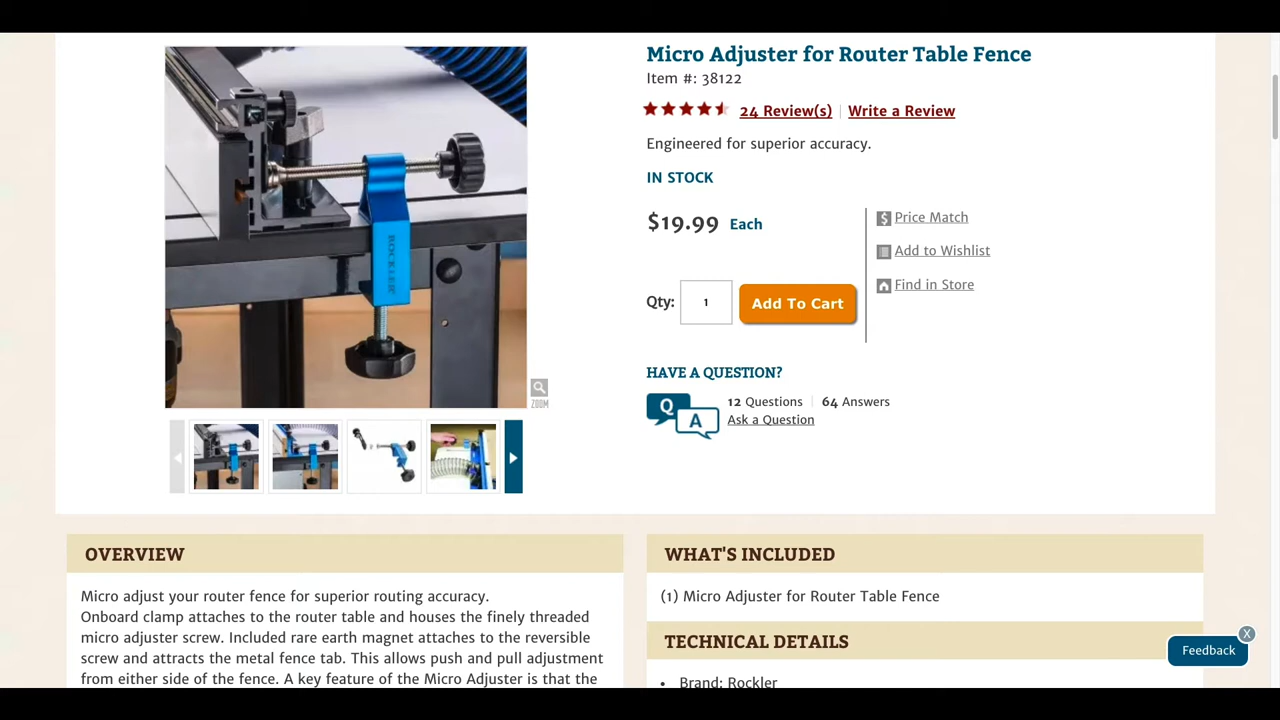 Micro Adjuster for Router Table Fence
Item #: 38122
24 Review(s) | Write a Review
Engineered for superior accuracy.
IN STOCK
$19.99 Each
$ Price Match
Add to Wishlist
Find in Store
Qty: 1 Add To Cart
HAVE A QUESTION?
Q A
12 Questions | 64 Answers
Ask a Question
ROCKLER
ZOOM
OVERVIEW
Micro adjust your router fence for superior routing accuracy.
Onboard clamp attaches to the router table and houses the finely threaded
micro adjuster screw. Included rare earth magnet attaches to the reversible
screw and attracts the metal fence tab. This allows push and pull adjustment
from either side of the fence. A key feature of the Micro Adjuster is that the
WHAT'S INCLUDED
(1) Micro Adjuster for Router Table Fence
TECHNICAL DETAILS
• Brand: Rockler
X
Feedback